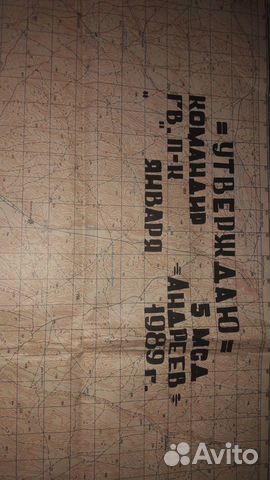 =УТВЕРЖДАЮ=
КОМАНДИР 5 МСД
ГВ. П-К =АНДРЕЕВ=
" " ЯНВАРЯ 1989 г.
Avito